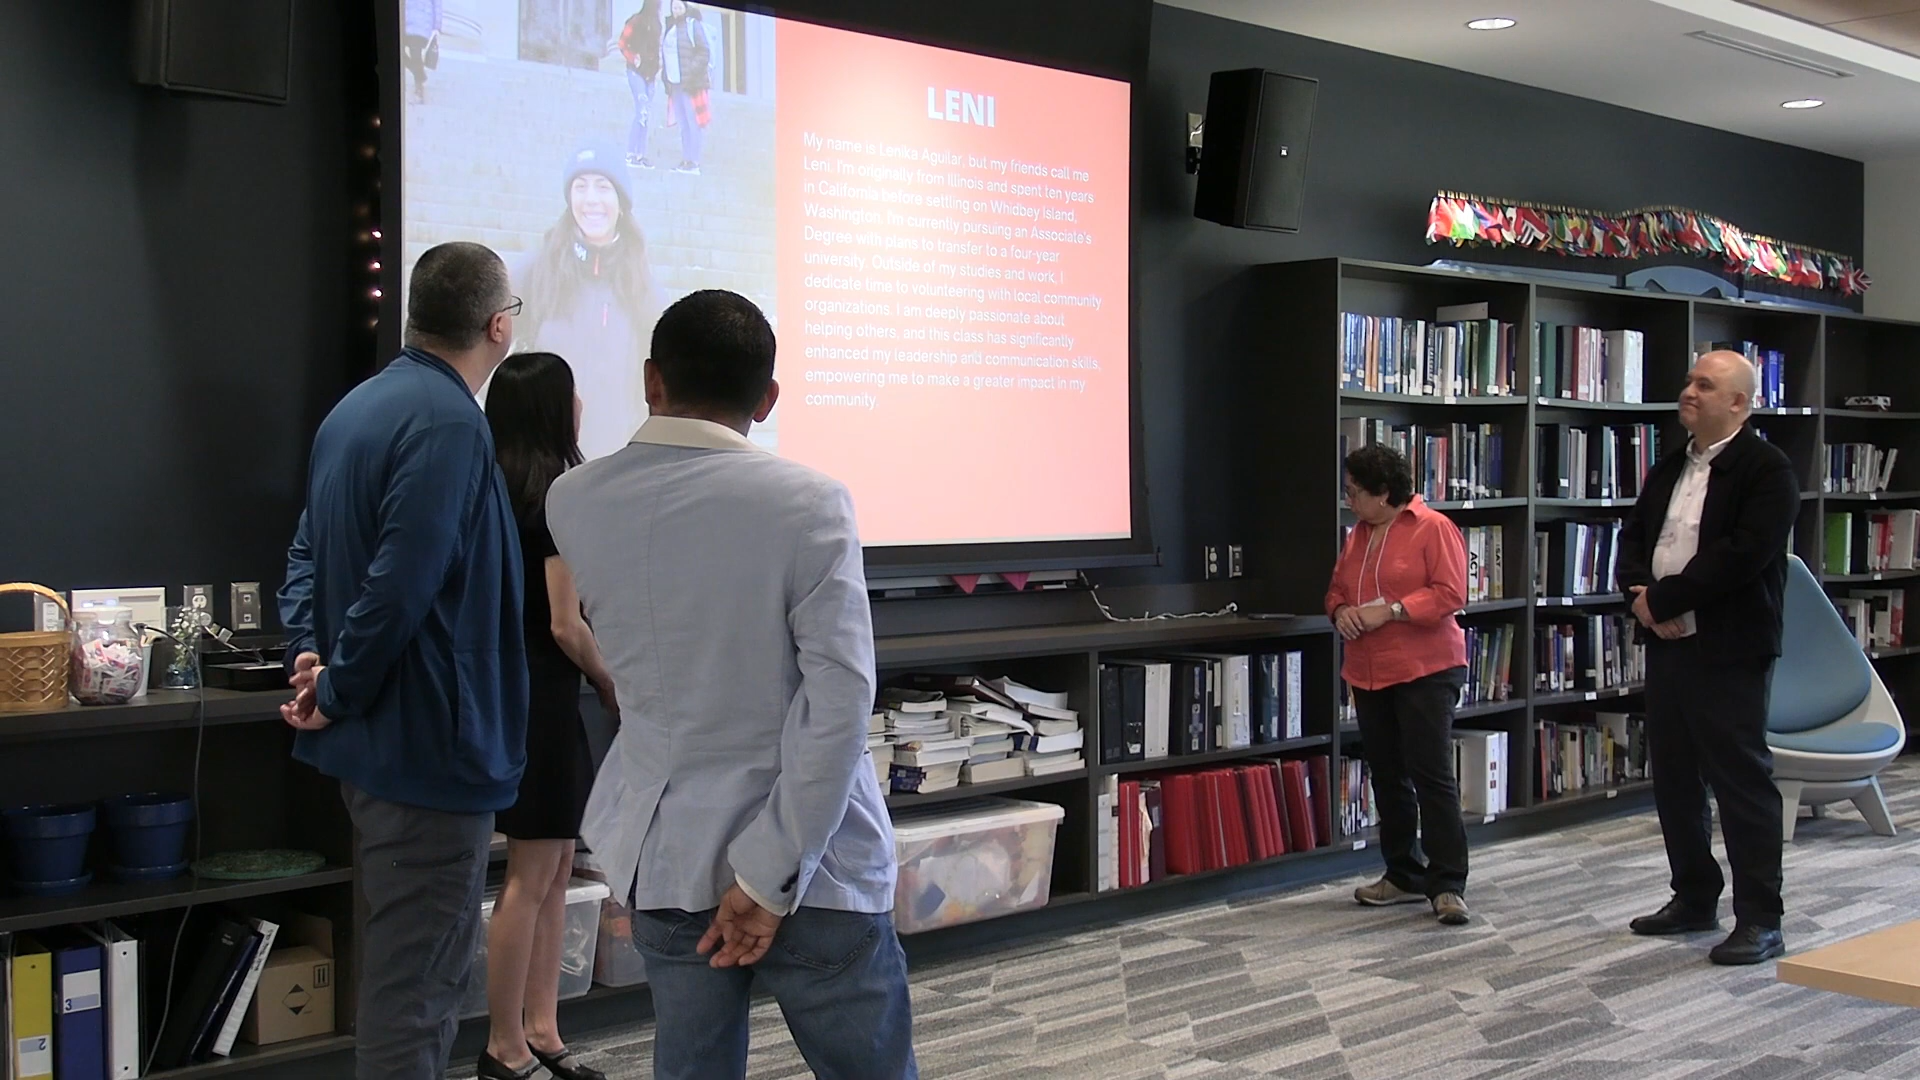 LENI
My name is Lenika Aguilar, but my friends call me
Leni. I'm originally from Illinois and spent ten years
in California before settling on Whidbey Island,
Washington. I'm currently pursuing an Associate's
Degree with plans to transfer to a four-year
university. Outside of my studies and work, I
dedicate time to volunteering with local community
organizations. I am deeply passionate about
helping others, and this class has significantly
enhanced my leadership and communication skills,
empowering me to make a greater impact in my
community.
ACT
2
3